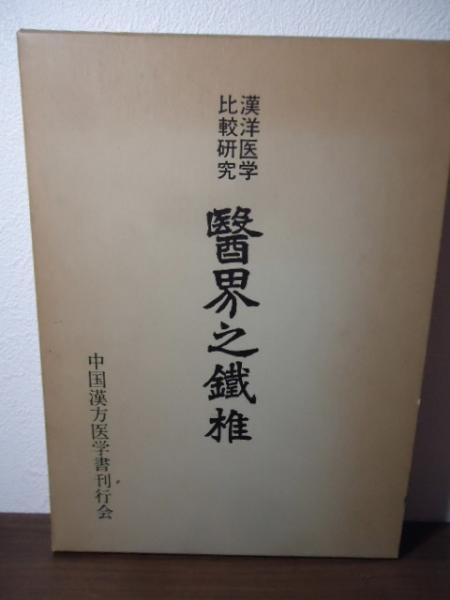 漢洋医学
比較研究
醫界之鐵椎
中国漢方医学書刊行会